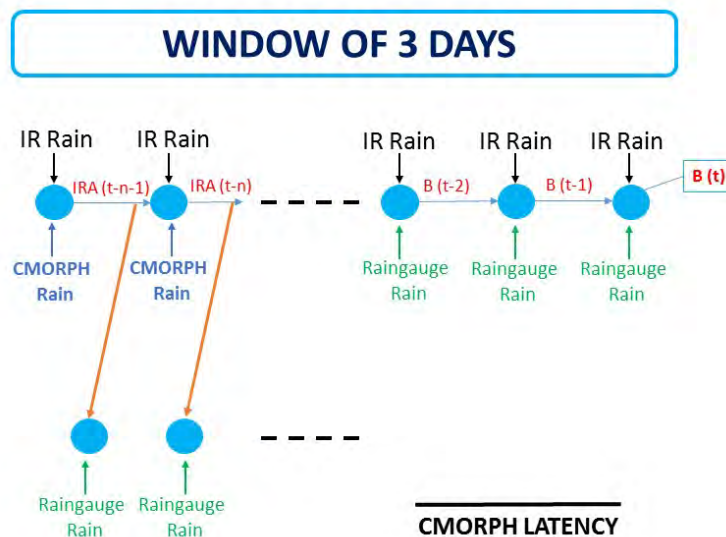 WINDOW OF 3 DAYS
IR Rain
IR Rain
IR Rain
IR Rain
IR Rain
IRA (t-n-1)
IRA (t-n)
B (t-2)
B (t-1)
B (t)
CMORPH
Rain
CMORPH
Rain
Raingauge
Rain
Raingauge
Rain
Raingauge
Rain
Raingauge
Rain
Raingauge
Rain
CMORPH LATENCY